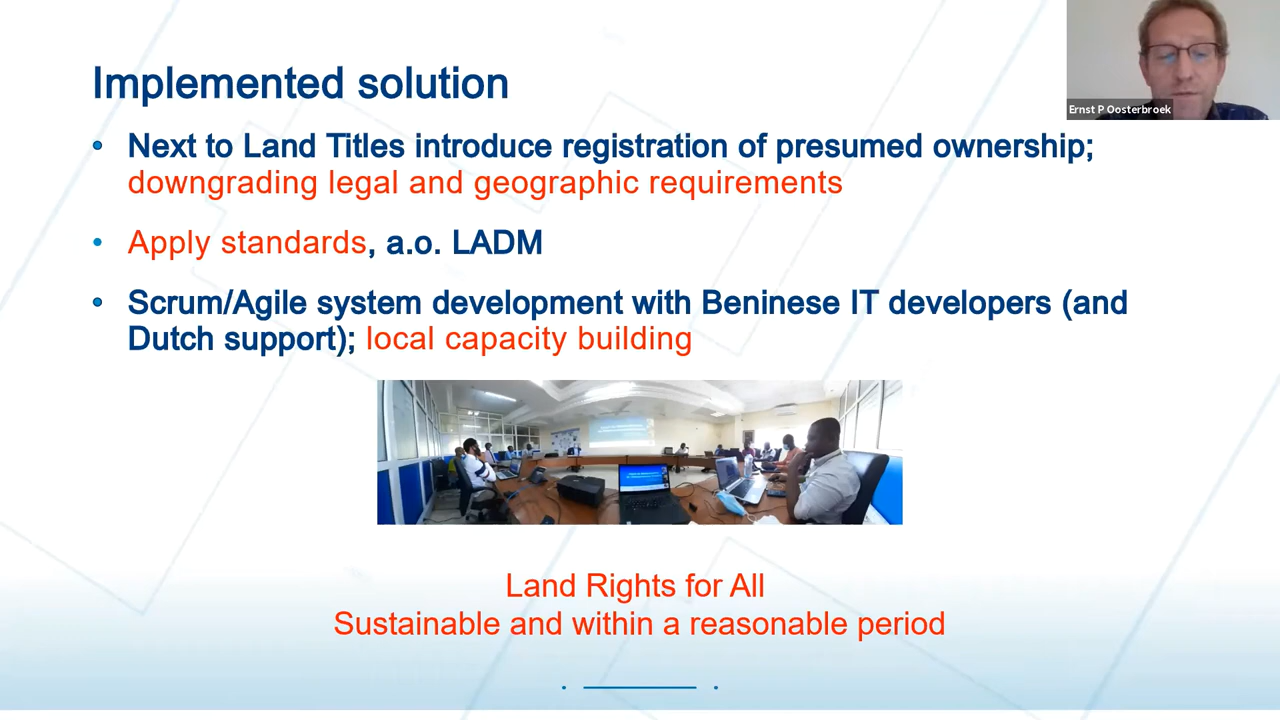 Implemented solution
Ernst P Oosterbroek
• Next to Land Titles introduce registration of presumed ownership;
downgrading legal and geographic requirements
• Apply standards, a.o. LADM
• Scrum/Agile system development with Beninese IT developers (and
Dutch support); local capacity building
Land Rights for All
Sustainable and within a reasonable period